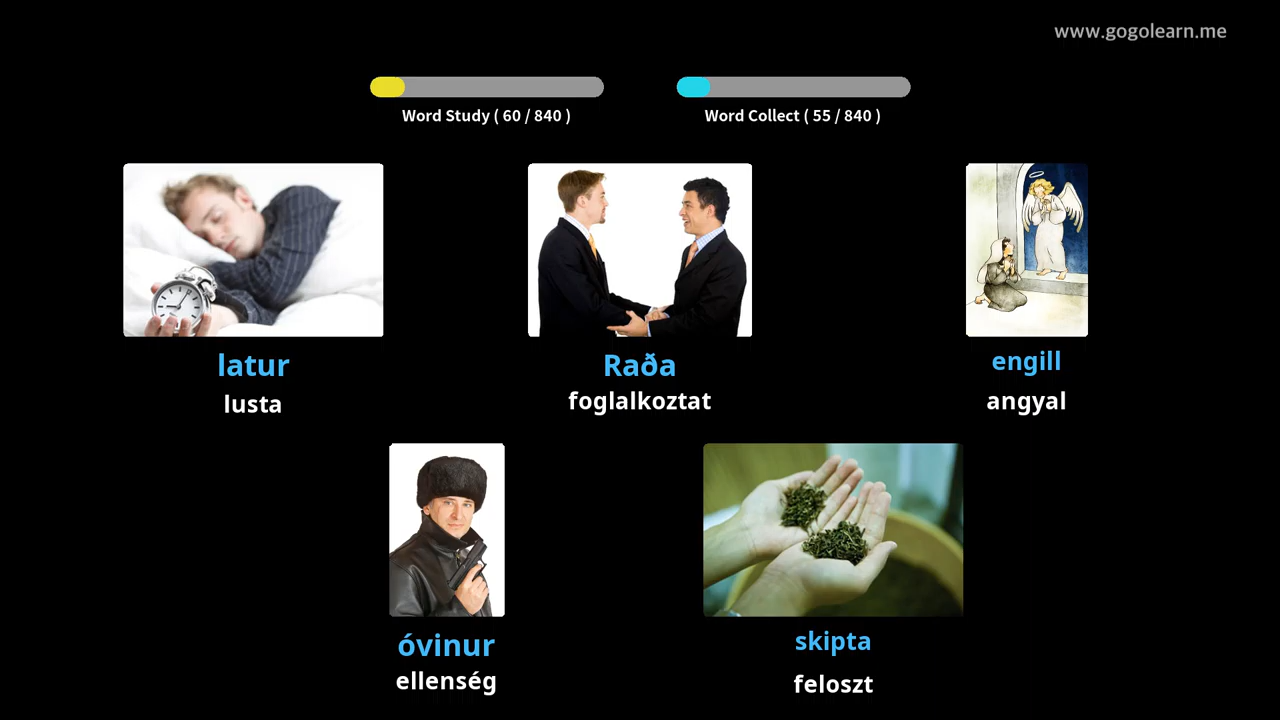 www.gogolearn.me
Word Study ( 60 / 840 )
Word Collect ( 55 / 840 )
latur
lusta
Raða
foglalkoztat
engill
angyal
óvinur
ellenség
skipta
feloszt